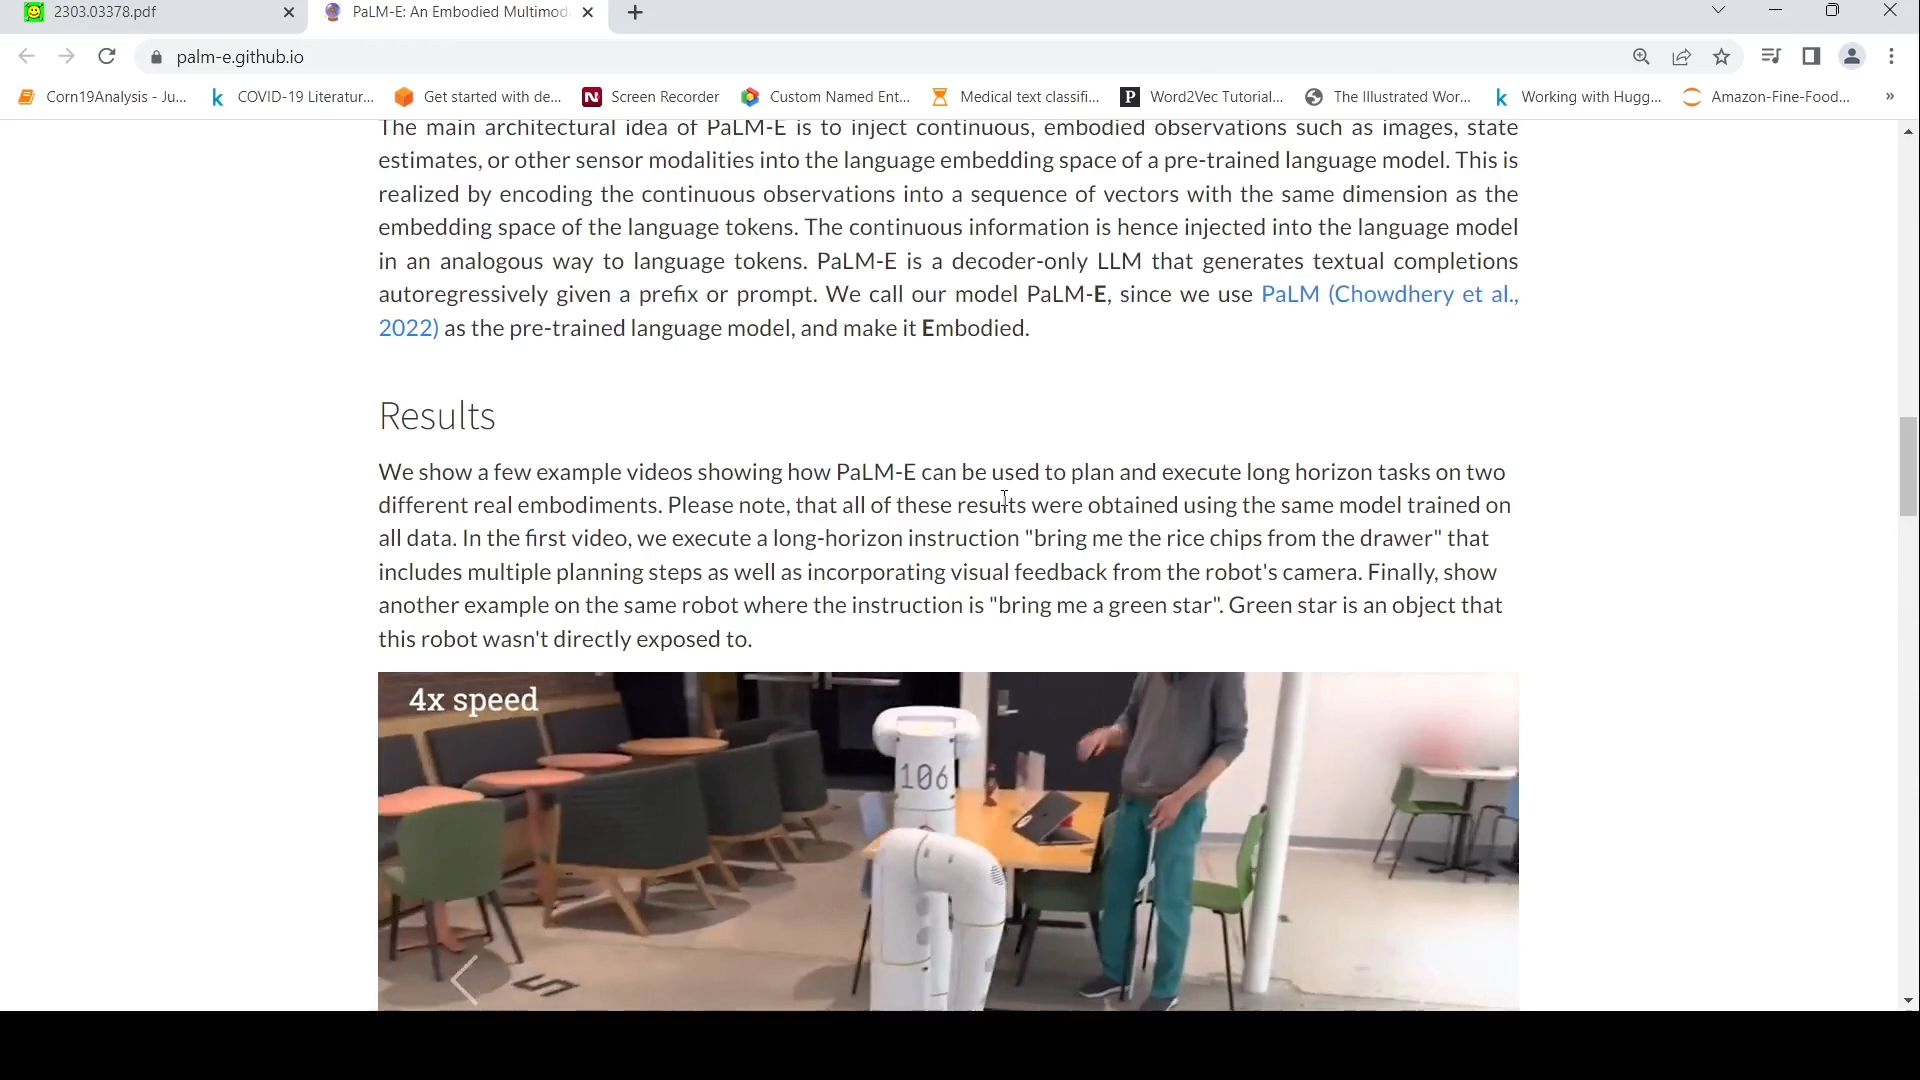 2303.03378.pdf
PaLM-E: An Embodied Multimod
palm-e.github.io
Corn19Analysis - Ju...
COVID-19 Literatur...
Get started with de...
Screen Recorder
Custom Named Ent...
Medical text classifi...
Word2Vec Tutorial...
The Illustrated Wor...
Working with Hugg...
Amazon-Fine-Food...
»
The main architectural idea of PaLM-E is to inject continuous, embodied observations such as images, state
estimates, or other sensor modalities into the language embedding space of a pre-trained language model. This is
realized by encoding the continuous observations into a sequence of vectors with the same dimension as the
embedding space of the language tokens. The continuous information is hence injected into the language model
in an analogous way to language tokens. PaLM-E is a decoder-only LLM that generates textual completions
autoregressively given a prefix or prompt. We call our model PaLM-E, since we use PaLM (Chowdhery et al.,
2022) as the pre-trained language model, and make it Embodied.
Results
We show a few example videos showing how PaLM-E can be used to plan and execute long horizon tasks on two
different real embodiments. Please note, that all of these results were obtained using the same model trained on
all data. In the first video, we execute a long-horizon instruction "bring me the rice chips from the drawer" that
includes multiple planning steps as well as incorporating visual feedback from the robot's camera. Finally, show
another example on the same robot where the instruction is "bring me a green star". Green star is an object that
this robot wasn't directly exposed to.
4x speed
106
5